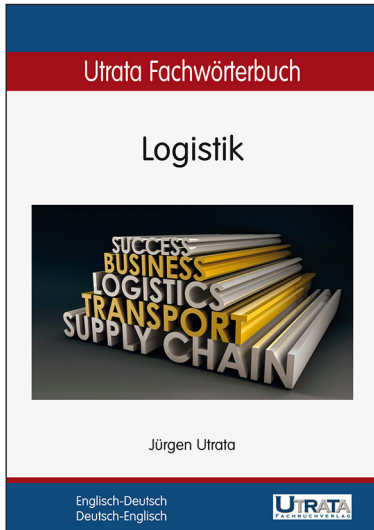 Utrata Fachwörterbuch
Logistik
SUCCESS
BUSINESS
LOGISTICS
TRANSPORT
SUPPLY CHAIN
Jürgen Utrata
Englisch-Deutsch
Deutsch-Englisch
UTRATA
FACHBUCHVERLAG